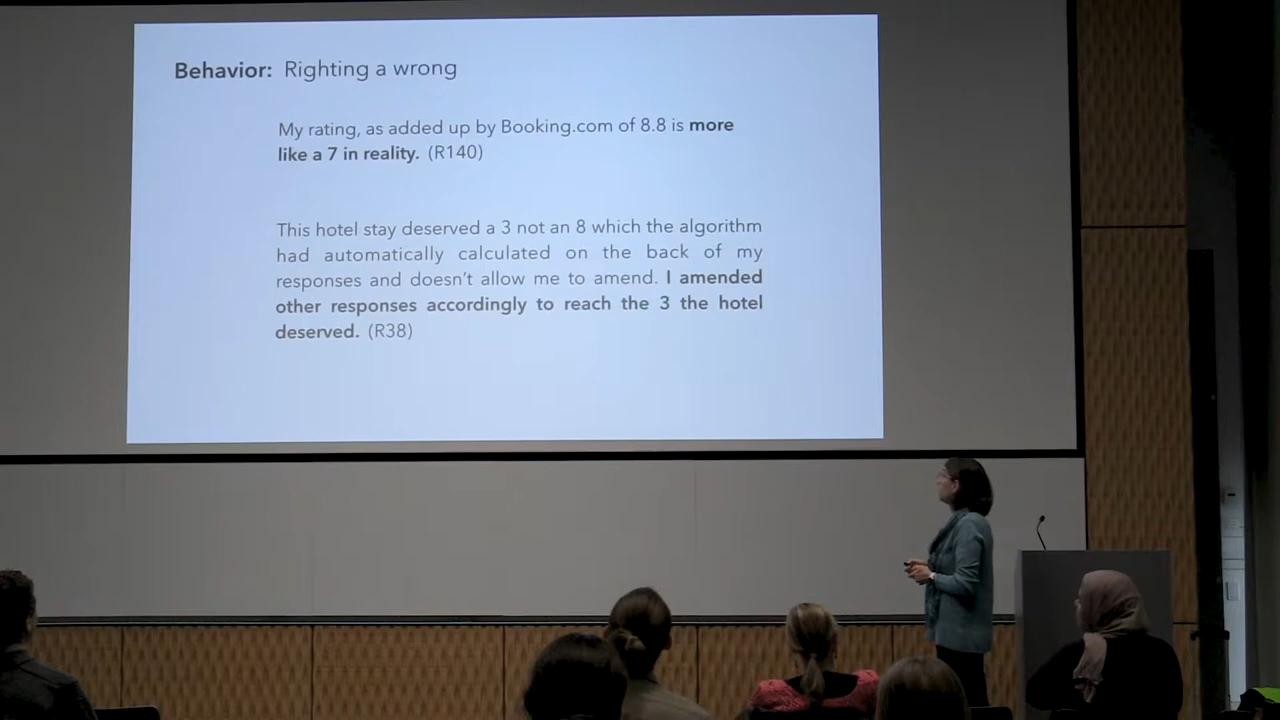 Behavior: Righting a wrong
My rating, as added up by Booking.com of 8.8 is more
like a 7 in reality. (R140)
This hotel stay deserved a 3 not an 8 which the algorithm
had automatically calculated on the back of my
responses and doesn't allow me to amend. I amended
other responses accordingly to reach the 3 the hotel
deserved. (R38)